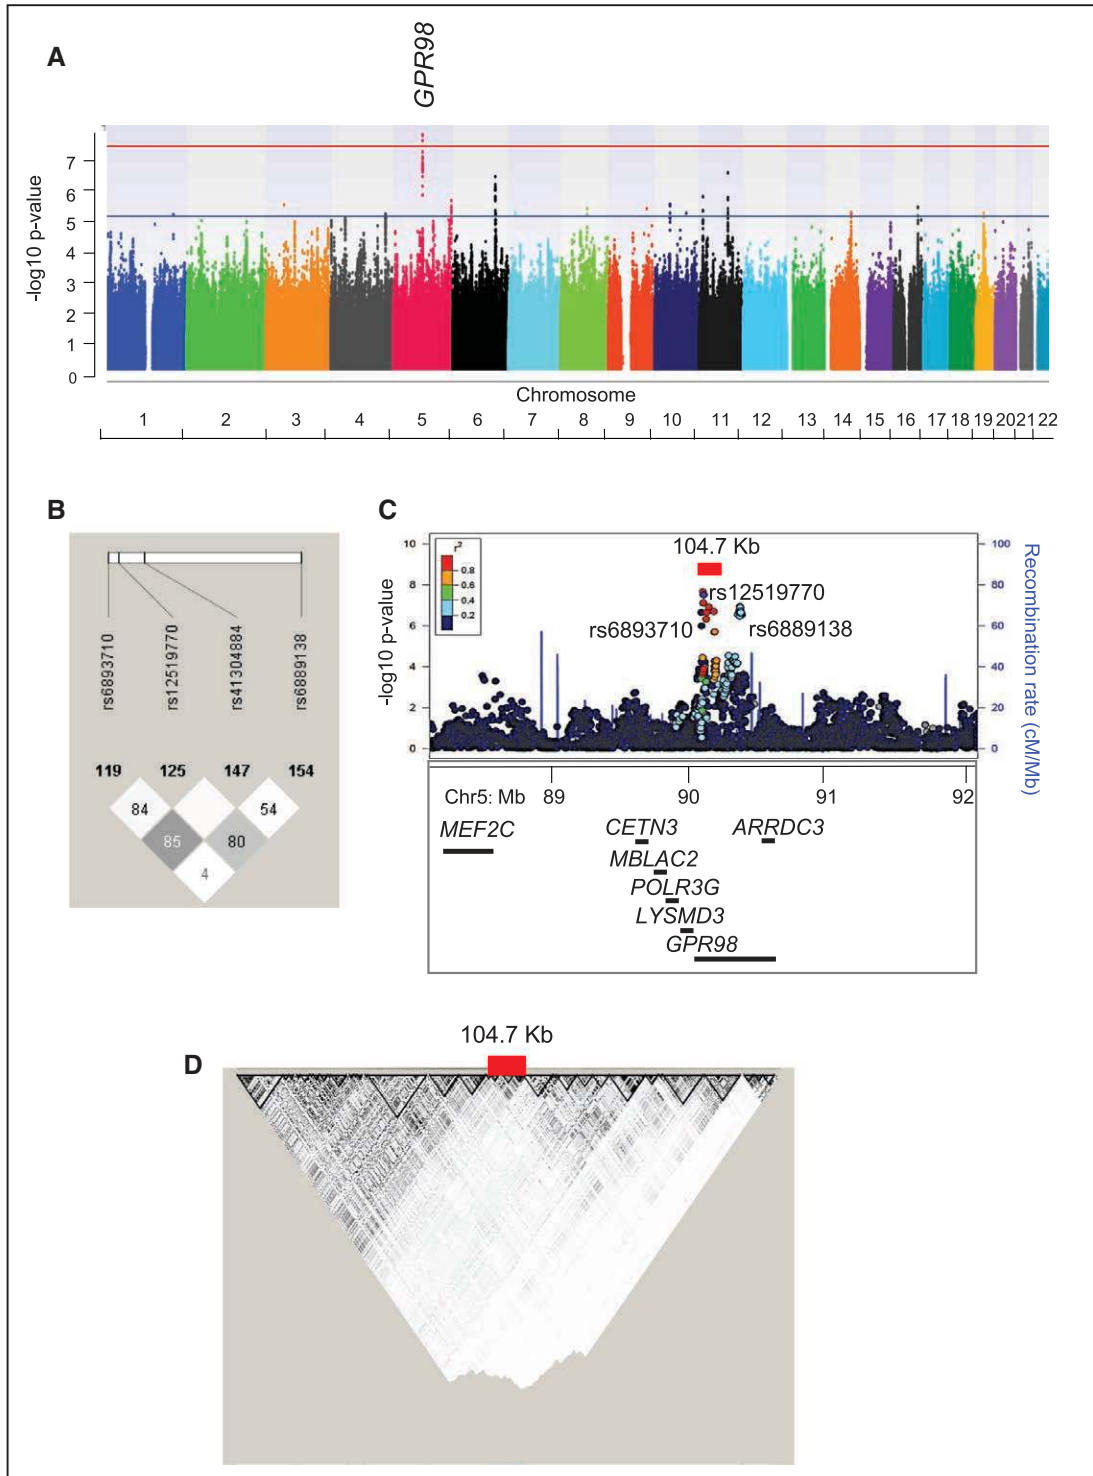 A
GPR98
-log10 p-value
7
6
5
4
3
2
1
0
Chromosome
1 2 3 4 5 6 7 8 9 10 11 12 13 14 15 16 17 18 19 20 21 22
B
rs6893710
rs12519770
rs41304884
rs6889138
119 125 147 154
84 54
85 80
4
C
r²
0.8
0.6
0.4
0.2
104.7 Kb
rs12519770
rs6893710 rs6889138
-log10 p-value
10
8
6
4
2
0
100
80
60
40
20
0
Recombination rate (cM/Mb)
Chr5: Mb 89 90 91 92
MEF2C CETN3 ARRDC3
MBLAC2
POLR3G
LYSMD3
GPR98
D
104.7 Kb